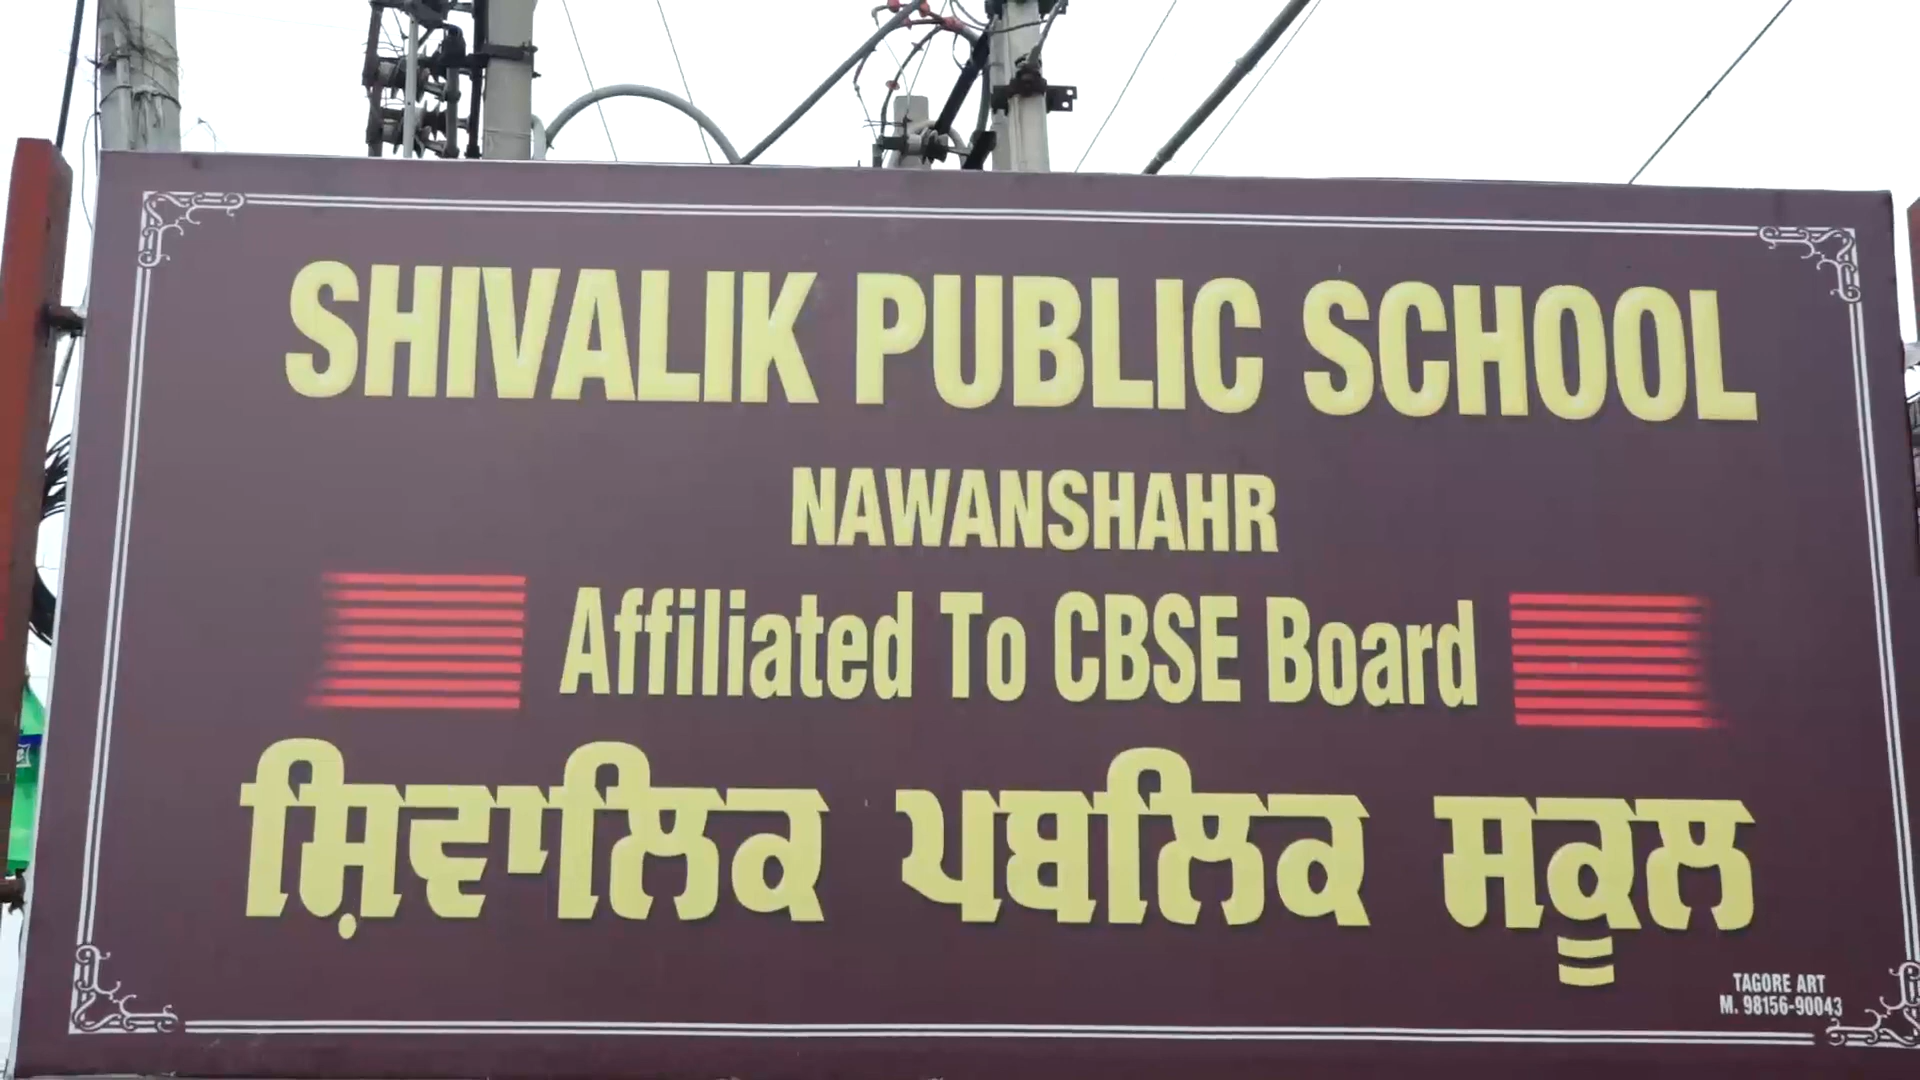 SHIVALIK PUBLIC SCHOOL
NAWANSHAHR
Affiliated To CBSE Board
ਸ਼ਿਵਾਲਿਕ ਪਬਲਿਕ ਸਕੂਲ
TAGORE ART
M. 98156-90043